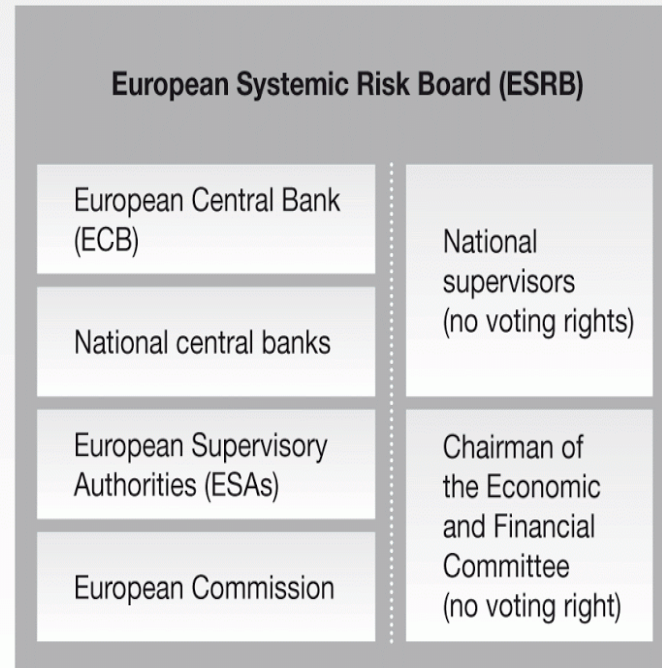 European Systemic Risk Board (ESRB)
European Central Bank
(ECB)
National central banks
European Supervisory
Authorities (ESAs)
European Commission
National
supervisors
(no voting rights)
Chairman of
the Economic
and Financial
Committee
(no voting right)